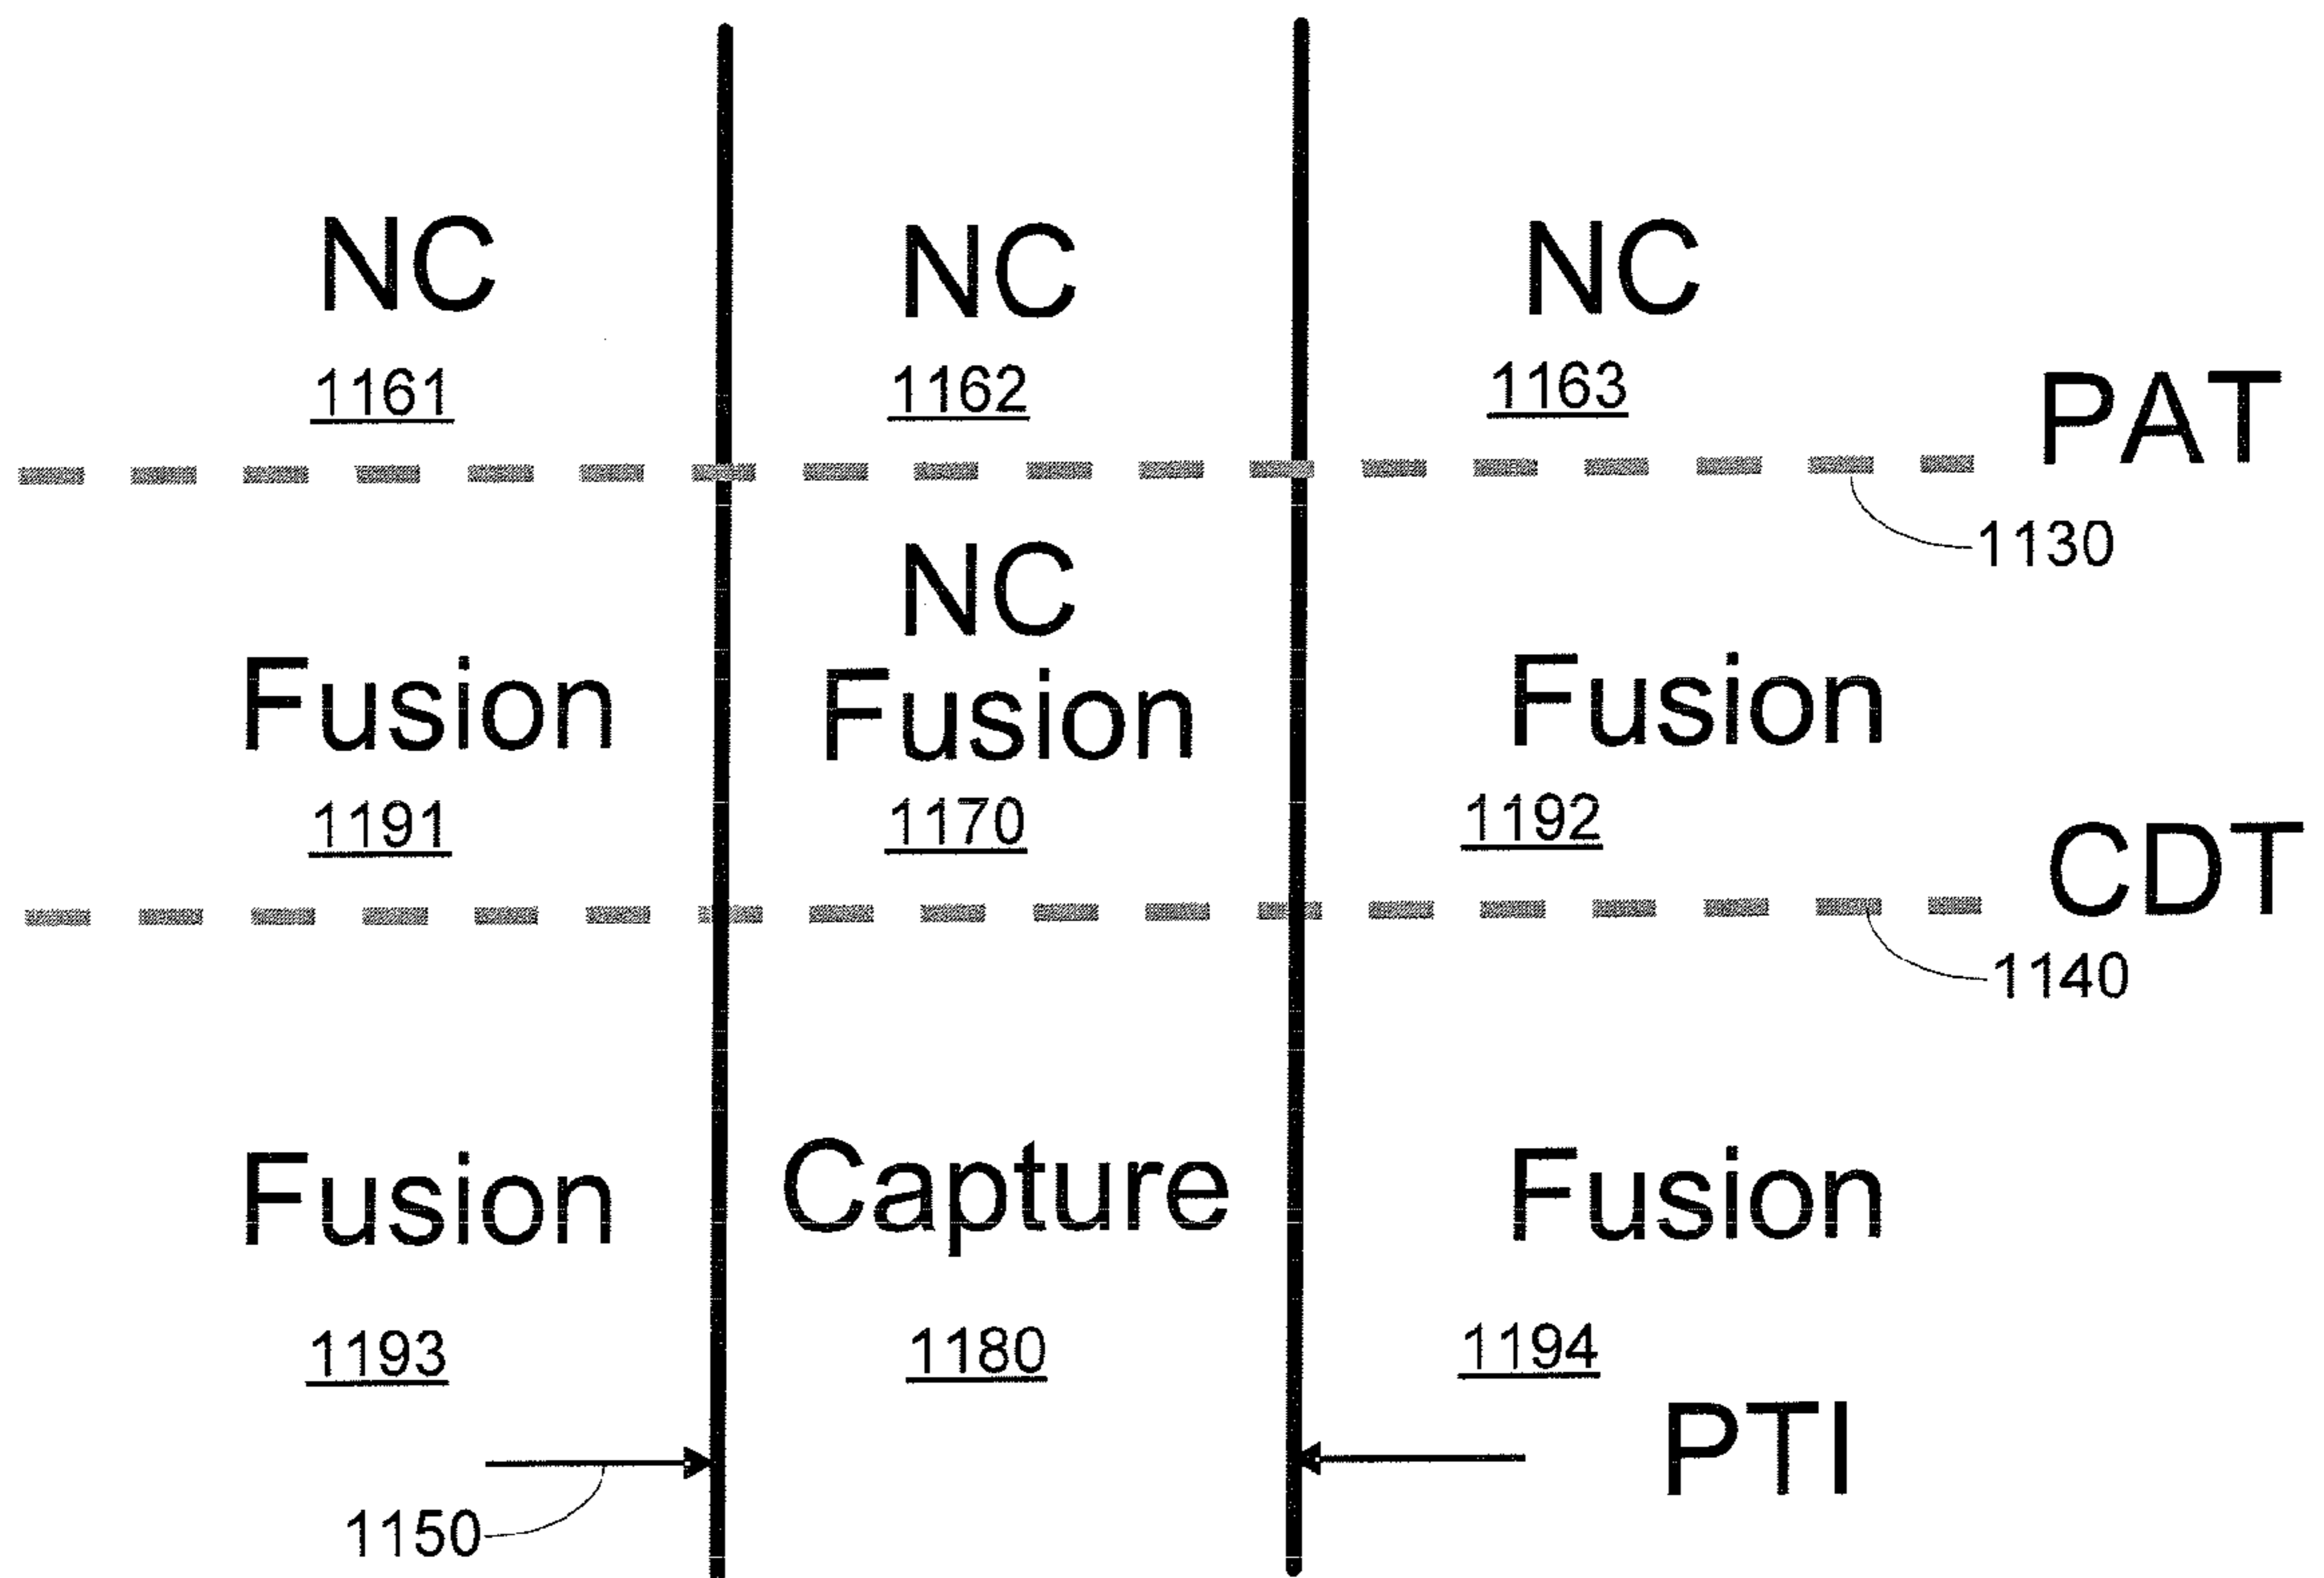 NC NC NC
1161 1162 1163
PAT
1130
NC
Fusion Fusion Fusion
1191 1170 1192
CDT
1140
Fusion Capture Fusion
1193 1180 1194
PTI
1150